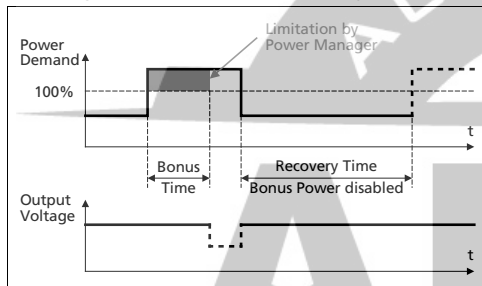 Power
Demand
Limitation by
Power Manager
100%
t
Bonus
Time
Recovery Time
Bonus Power disabled
Output
Voltage
t